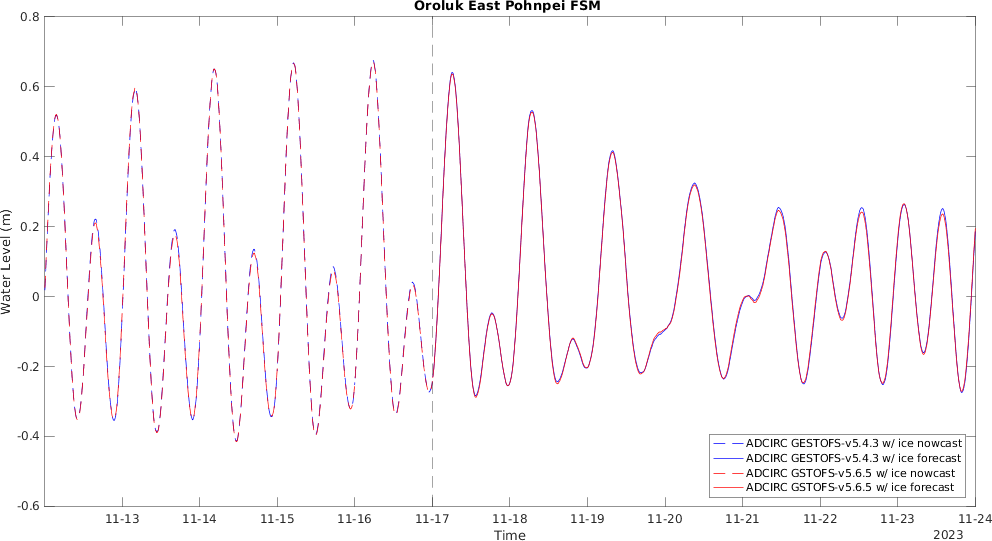 Oroluk East Pohnpei FSM
0.8
0.6
0.4
0.2
0
-0.2
-0.4
-0.6
Water Level (m)
ADCIRC GESTOFS-v5.4.3 w/ ice nowcast
ADCIRC GESTOFS-v5.4.3 w/ ice forecast
ADCIRC GSTOFS-v5.6.5 w/ ice nowcast
ADCIRC GSTOFS-v5.6.5 w/ ice forecast
11-13 11-14 11-15 11-16 11-17 11-18 11-19 11-20 11-21 11-22 11-23 11-24
Time
2023